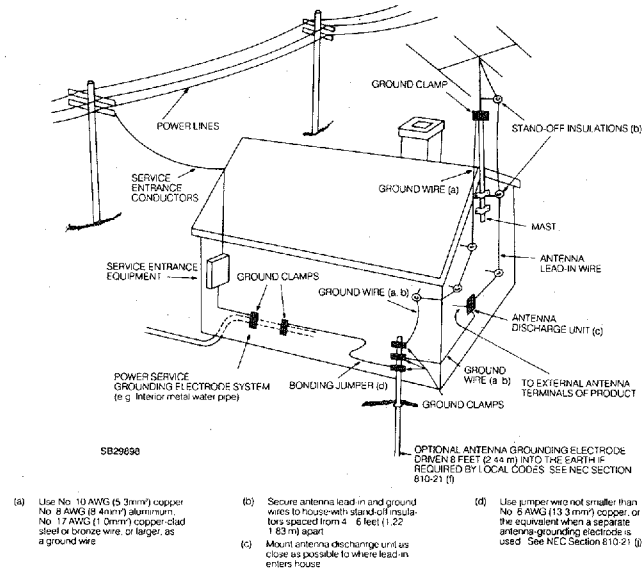 GROUND CLAMP
POWER LINES
STAND-OFF INSULATIONS (b)
SERVICE
ENTRANCE
CONDUCTORS
GROUND WIRE (a)
MAST
ANTENNA
LEAD-IN WIRE
SERVICE ENTRANCE
EQUIPMENT
GROUND CLAMPS
GROUND WIRE (a. b)
ANTENNA
DISCHARGE UNIT (c)
POWER SERVICE
GROUNDING ELECTRODE SYSTEM
(e g Interior metal water pipe)
BONDING JUMPER (d)
GROUND
WIRE (a b)
TO EXTERNAL ANTENNA
TERMINALS OF PRODUCT
GROUND CLAMPS
SB29898
OPTIONAL ANTENNA GROUNDING ELECTRODE
DRIVEN 8 FEET (2 44 m) INTO THE EARTH IF
REQUIRED BY LOCAL CODES SEE NEC SECTION
810-21 (f)
(a) Use No 10 AWG (5 3mm²) copper
No 8 AWG (8 4mm²) aluminum,
No 17 AWG (1 0mm²) copper-clad
steel or bronze wire, or larger, as
a ground wire
(b) Secure antenna lead-in and ground
wires to house with stand-off insula-
tors spaced from 4 6 feet (1.22
1 83 m) apart
(c) Mount antenna discharge unit as
close as possible to where lead-in
enters house
(d) Use jumper wire not smaller than
No 6 AWG (13 3 mm²) copper, or
the equivalent when a separate
antenna-grounding electrode is
used See NEC Section 810-21 (j)